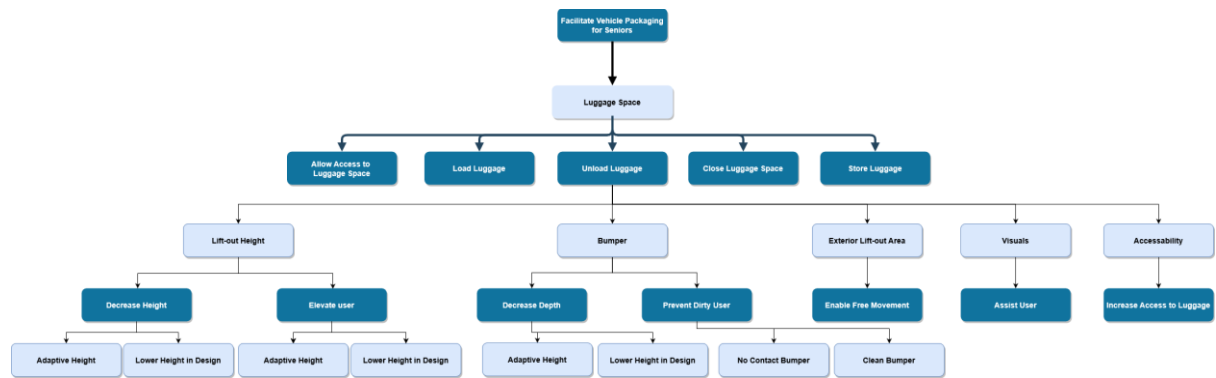 Facilitate Vehicle Packaging
for Seniors
Luggage Space
Allow Access to
Luggage Space
Load Luggage
Unload Luggage
Close Luggage Space
Store Luggage
Lift-out Height
Bumper
Exterior Lift-out Area
Visuals
Accessability
Decrease Height
Elevate user
Decrease Depth
Prevent Dirty User
Enable Free Movement
Assist User
Increase Access to Luggage
Adaptive Height
Lower Height in Design
Adaptive Height
Lower Height in Design
Adaptive Height
Lower Height in Design
No Contact Bumper
Clean Bumper